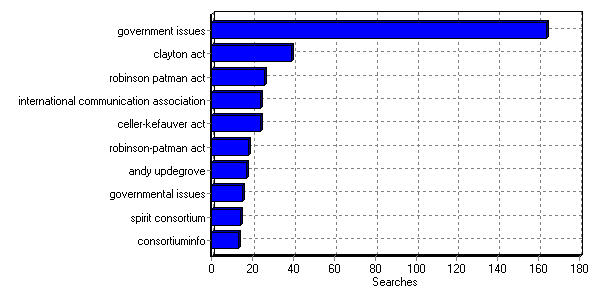 government issues
clayton act
robinson patman act
international communication association
celler-kefauver act
robinson-patman act
andy updegrove
governmental issues
spirit consortium
consortiuminfo
0 20 40 60 80 100 120 140 160 180
Searches